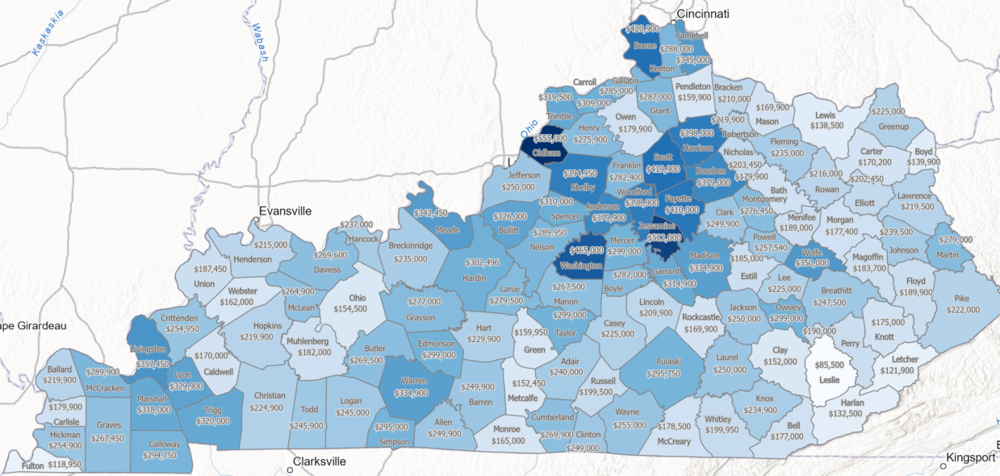 Kaskaskia
Wabash
Ohio
Cincinnati
L
Evansville
ape Girardeau
Clarksville
Kingsport
E
$420,900
Boone
Campbell
$288,000
$345,000
Kenton
Carroll
$309,000
Gallatin
$285,000
$287,000
Grant
Pendleton
$159,900
Bracken
$210,000
$169,900
Mason
Lewis
$138,500
$225,000
Greenup
$319,500
Trimble
Henry
$275,900
Owen
$179,900
$398,000
Harrison
$219,900
Robertson
Fleming
$235,000
Carter
$170,200
Boyd
$139,900
$555,000
Oldham
Scott
$419,900
Nicholas
$203,450
Jefferson
$250,000
$394,950
Shelby
Franklin
$282,400
Bourbon
$379,000
$179,900
Bath
$216,000
Rowan
$202,450
Elliott
Lawrence
$219,500
Woodford
$398,900
Fayette
$410,000
Montgomery
$276,450
$342,450
Meade
$326,000
Bullitt
$310,000
Spencer
Anderson
$379,900
Clark
$249,900
Menifee
$189,000
Morgan
$177,400
$239,500
Johnson
$279,000
Martin
$237,000
Hancock
Breckinridge
$235,000
$289,950
Nelson
Jessamine
$512,000
Mercer
$299,000
Powell
$257,540
Wolfe
$350,000
Magoffin
$183,700
$215,000
Henderson
$269,600
Daviess
$302,496
Hardin
$465,000
Washington
Madison
$334,900
$185,000
Estill
$187,450
Union
Webster
$162,000
$264,900
McLean
Ohio
$154,500
Larue
$279,500
$267,500
Marion
$282,000
Boyle
Garrard
$314,900
Lee
$225,000
Breathitt
$247,500
Floyd
$189,900
Pike
$222,000
$277,000
Grayson
Lincoln
$209,900
Rockcastle
$169,900
Jackson
$250,000
Owsley
$299,000
Crittenden
$254,950
Hopkins
$219,900
Muhlenberg
$182,000
Hart
$229,900
$159,950
Green
$299,000
Taylor
Casey
$225,000
$190,000
Perry
$175,000
Knott
Livingston
$357,450
$170,000
Caldwell
Butler
$269,500
Edmonson
$299,000
Adair
$240,000
Pulaski
$295,750
Laurel
$250,000
Clay
$152,000
$85,500
Leslie
Letcher
$121,900
Ballard
$219,900
$289,900
McCracken
Lyon
$329,900
Warren
$334,900
$249,900
Barren
$152,450
Metcalfe
Russell
$199,500
Knox
$234,900
Harlan
$132,500
$179,900
Carlisle
Graves
$267,450
Marshall
$318,000
Trigg
$320,000
Christian
$224,900
Todd
$245,900
Logan
$245,000
$295,000
Simpson
Allen
$249,900
Monroe
$165,000
Cumberland
$269,900
Clinton
$249,000
Wayne
$255,000
$178,500
McCreary
Whitley
$199,950
Bell
$177,000
Hickman
$254,900
Calloway
$294,750
Fulton
$118,950